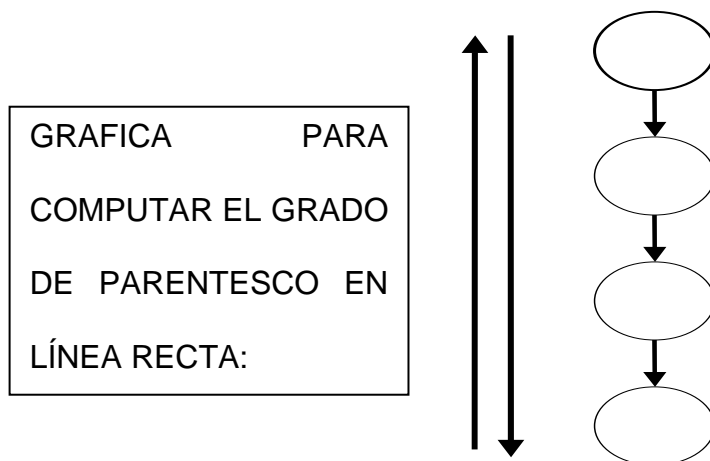 GRAFICA PARA
COMPUTAR EL GRADO
DE PARENTESCO EN
LÍNEA RECTA: